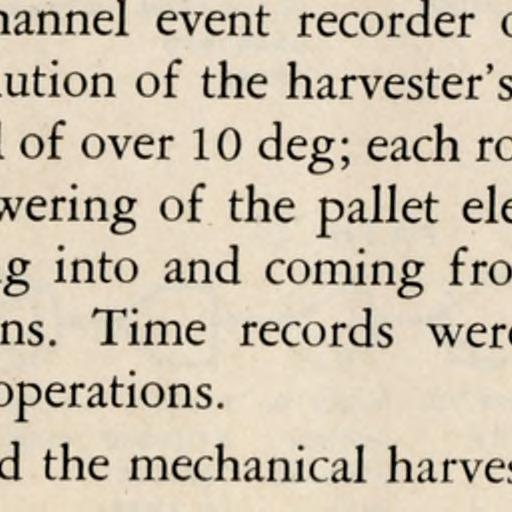 hannel event recorder
lution of the harvester's
of over 10 deg; each ro
wering of the pallet ele
g into and coming fro
ns. Time records were
operations.
d the mechanical harves